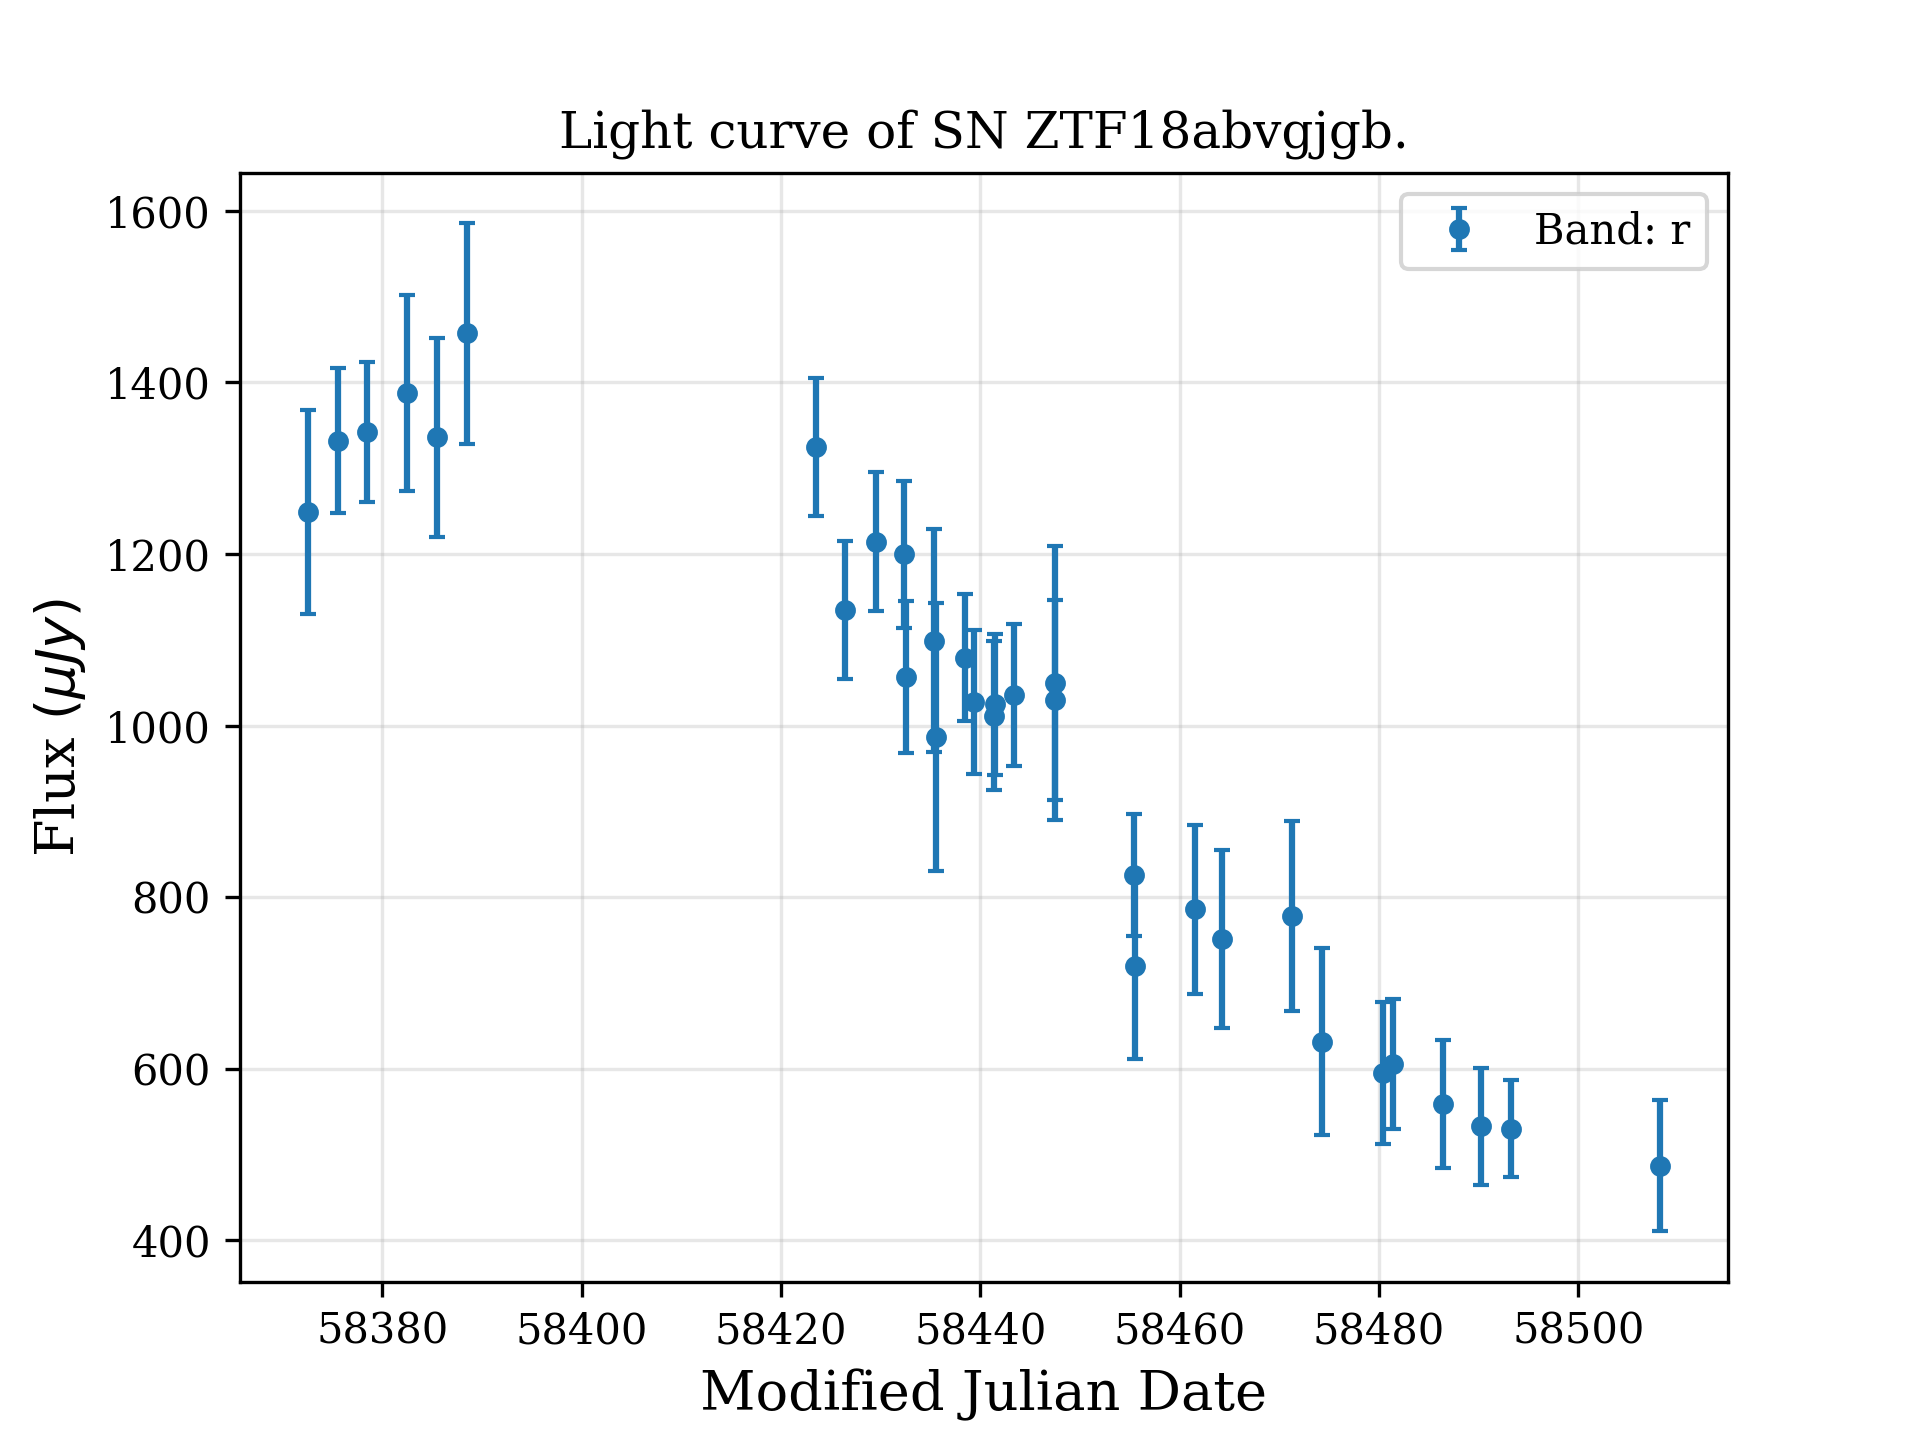 Light curve of SN ZTF18abvgjgb.
Band: r
Flux (μJy)
1600
1400
1200
1000
800
600
400
58380 58400 58420 58440 58460 58480 58500
Modified Julian Date